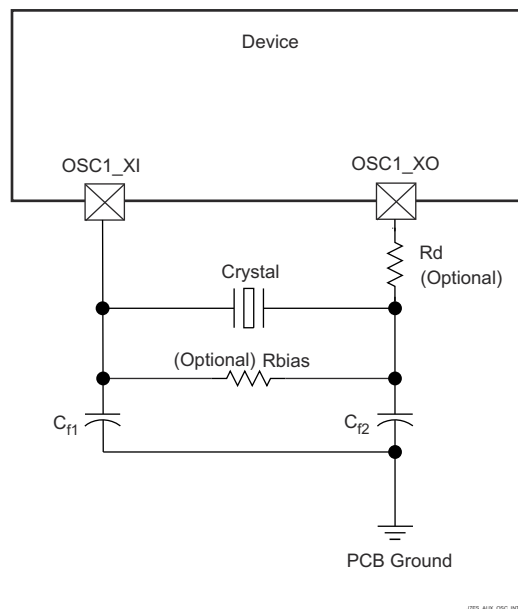 Device
OSC1_XI
OSC1_XO
Rd
(Optional)
Crystal
(Optional) Rbias
Cf1
Cf2
PCB Ground